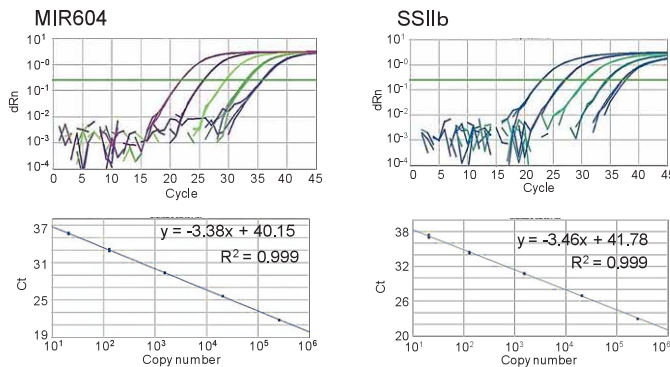 MIR604
SSIIb
10¹
10⁻⁰
10⁻¹
10⁻²
10⁻³
10⁻⁴
dRn
0 5 10 15 20 25 30 35 40 45
Cycle
10¹
10⁻⁰
10⁻¹
10⁻²
10⁻³
10⁻⁴
dRn
0 5 10 15 20 25 30 35 40 45
Cycle
37
31
25
19
Ct
y = -3.38x + 40.15
R² = 0.999
10¹ 10² 10³ 10⁴ 10⁵ 10⁶
Copy number
38
32
26
20
Ct
y = -3.46x + 41.78
R² = 0.999
10¹ 10² 10³ 10⁴ 10⁵ 10⁶
Copy number